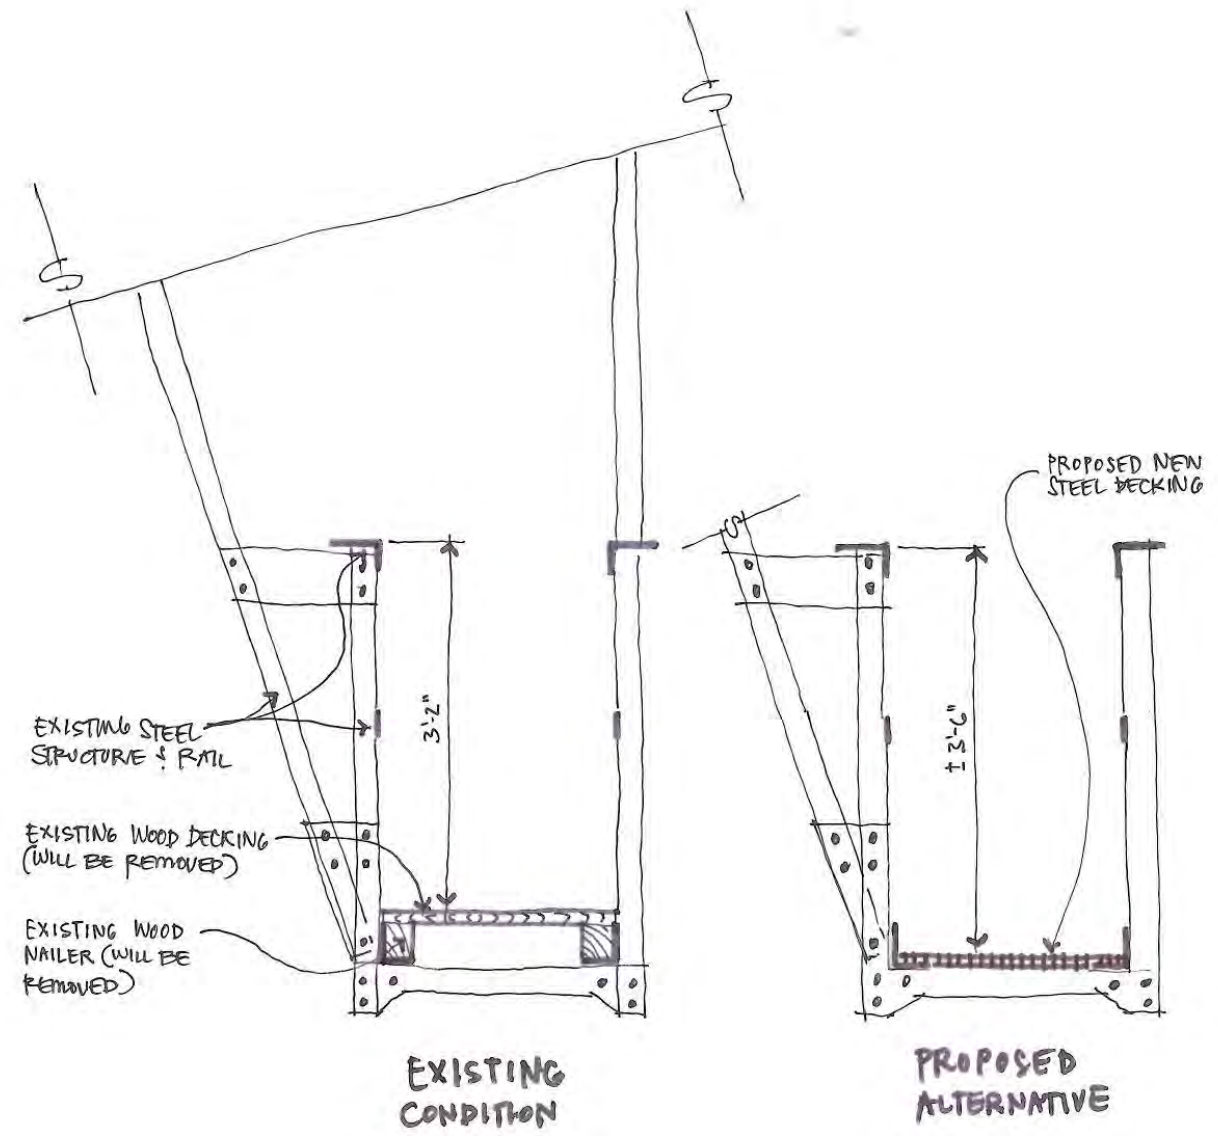 PROPOSED NEW
STEEL DECKING
3'-2"
± 3'-6"
EXISTING STEEL
STRUCTURE & RAIL
EXISTING WOOD DECKING
(WILL BE REMOVED)
EXISTING WOOD
NAILER (WILL BE
REMOVED)
EXISTING
CONDITION
PROPOSED
ALTERNATIVE